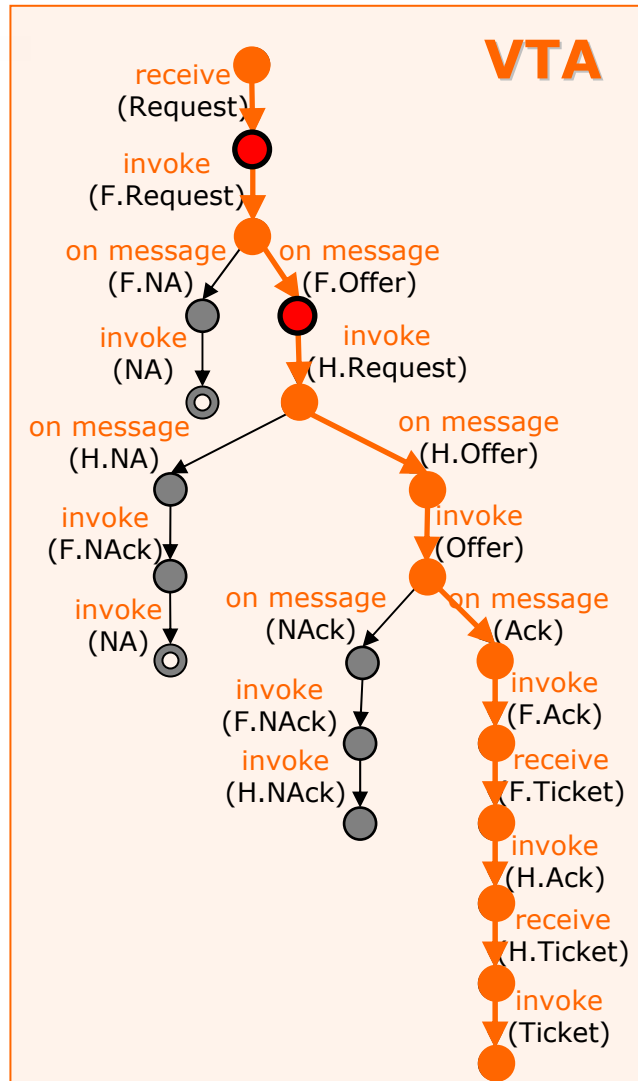 VTA
receive
(Request)
invoke
(F.Request)
on message
(F.NA)
on message
(F.Offer)
invoke
(NA)
invoke
(H.Request)
on message
(H.NA)
on message
(H.Offer)
invoke
(F.NAck)
invoke
(Offer)
invoke
(NA)
on message
(NAck)
on message
(Ack)
invoke
(F.NAck)
invoke
(F.Ack)
invoke
(H.NAck)
receive
(F.Ticket)
invoke
(H.Ack)
receive
(H.Ticket)
invoke
(Ticket)